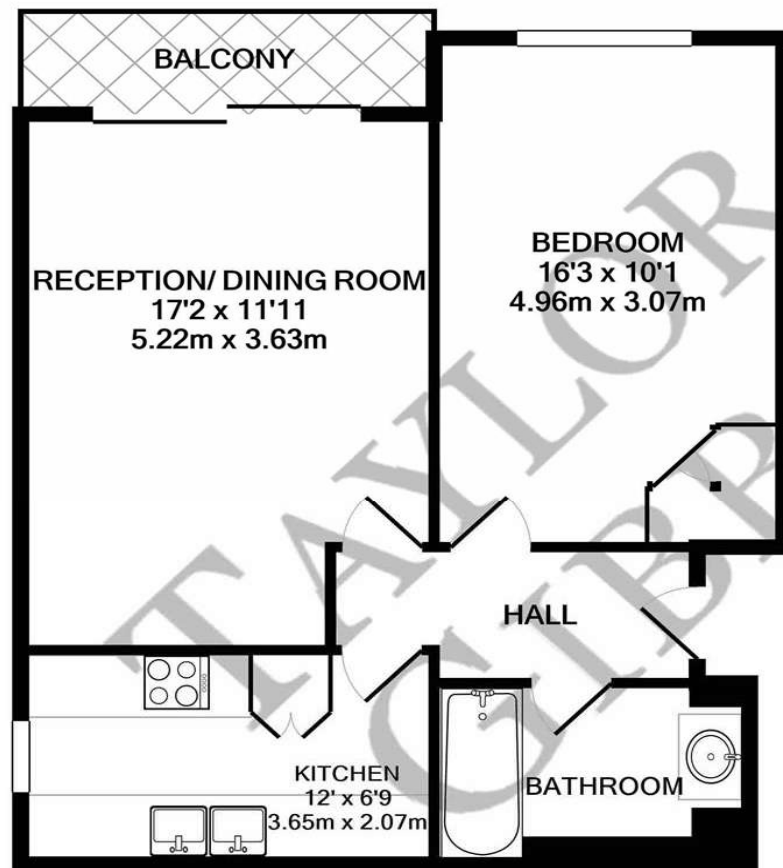 BALCONY
RECEPTION/ DINING ROOM
17'2 x 11'11
5.22m x 3.63m
BEDROOM
16'3 x 10'1
4.96m x 3.07m
HALL
KITCHEN
12' x 6'9
3.65m x 2.07m
BATHROOM
TAYLOR
GIBB